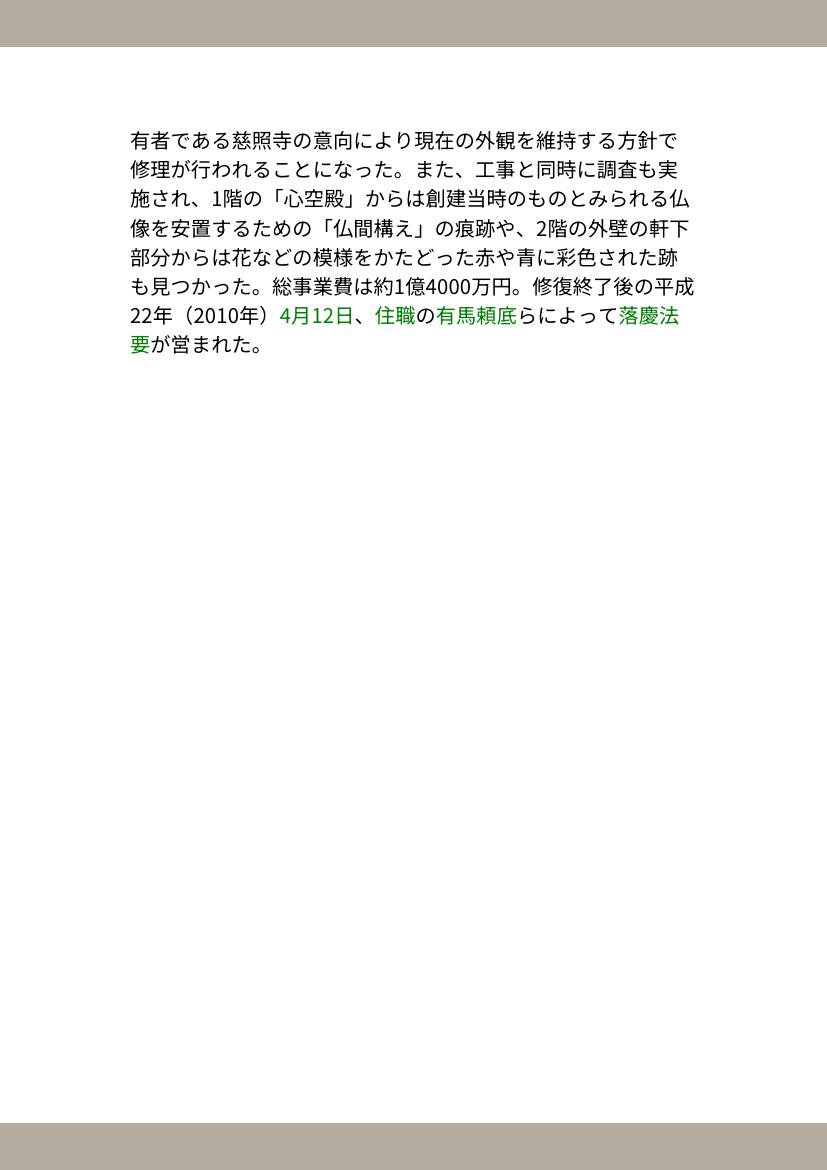 有者である慈照寺の意向により現在の外観を維持する方針で
修理が行われることになった。また、工事と同時に調査も実
施され、1階の「心空殿」からは創建当時のものとみられる仏
像を安置するための「仏間構え」の痕跡や、2階の外壁の軒下
部分からは花などの模様をかたどった赤や青に彩色された跡
も見つかった。総事業費は約1億4000万円。修復終了後の平成
22年（2010年）4月12日、住職の有馬頼底らによって落慶法
要が営まれた。